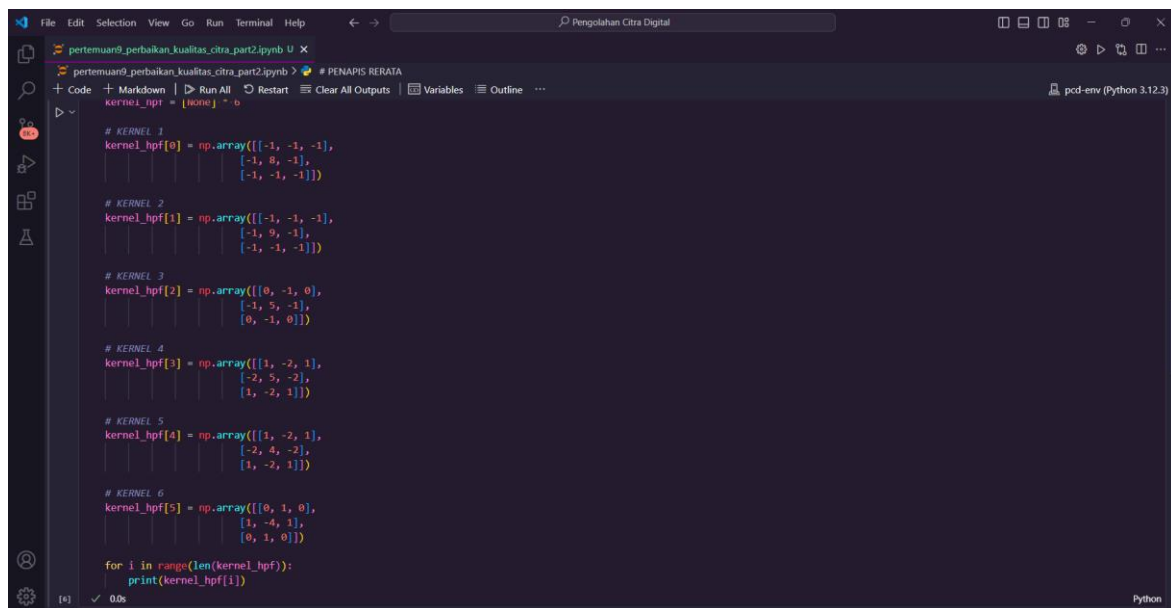 File Edit Selection View Go Run Terminal Help
Pengolahan Citra Digital
pertemuan9_perbaikan_kualitas_citra_part2.ipynb U
pertemuan9_perbaikan_kualitas_citra_part2.ipynb > # PENAPIS RERATA
+ Code + Markdown | Run All Restart Clear All Outputs | Variables Outline ...
pcd-env (Python 3.12.3)
kernel_hpf = [None] * 6
# KERNEL 1
kernel_hpf[0] = np.array([[-1, -1, -1],
[-1, 8, -1],
[-1, -1, -1]])
# KERNEL 2
kernel_hpf[1] = np.array([[-1, -1, -1],
[-1, 9, -1],
[-1, -1, -1]])
# KERNEL 3
kernel_hpf[2] = np.array([[0, -1, 0],
[-1, 5, -1],
[0, -1, 0]])
# KERNEL 4
kernel_hpf[3] = np.array([[1, -2, 1],
[-2, 5, -2],
[1, -2, 1]])
# KERNEL 5
kernel_hpf[4] = np.array([[1, -2, 1],
[-2, 4, -2],
[1, -2, 1]])
# KERNEL 6
kernel_hpf[5] = np.array([[0, 1, 0],
[1, -4, 1],
[0, 1, 0]])
for i in range(len(kernel_hpf)):
print(kernel_hpf[i])
[6] ✓ 0.0s
Python